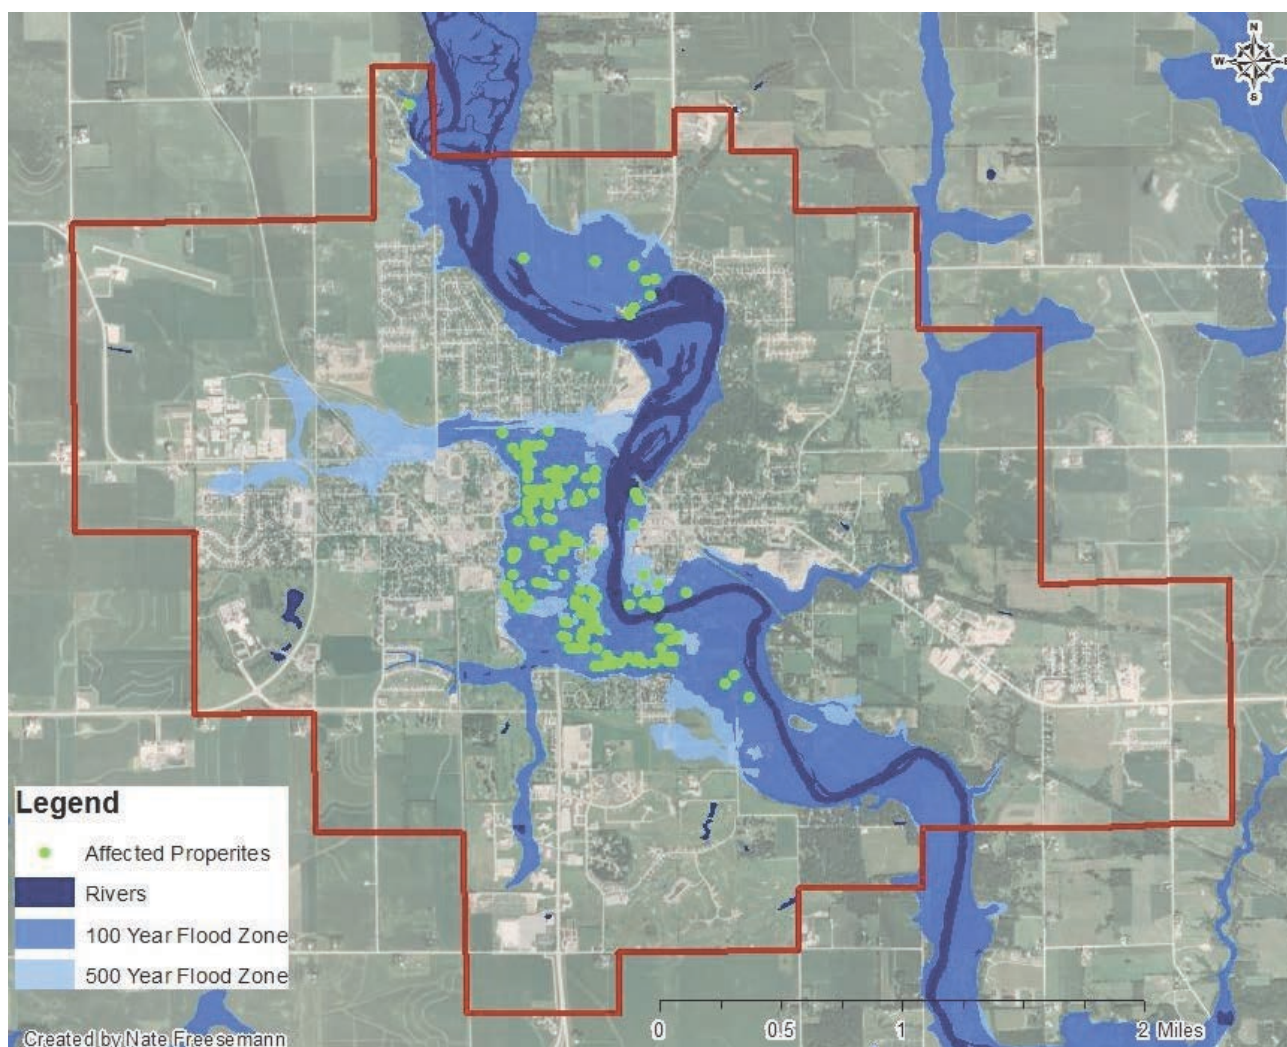 N
W E
S
Legend
Affected Properites
Rivers
100 Year Flood Zone
500 Year Flood Zone
Created by Nate Freesemann
0 0.5 1 2 Miles